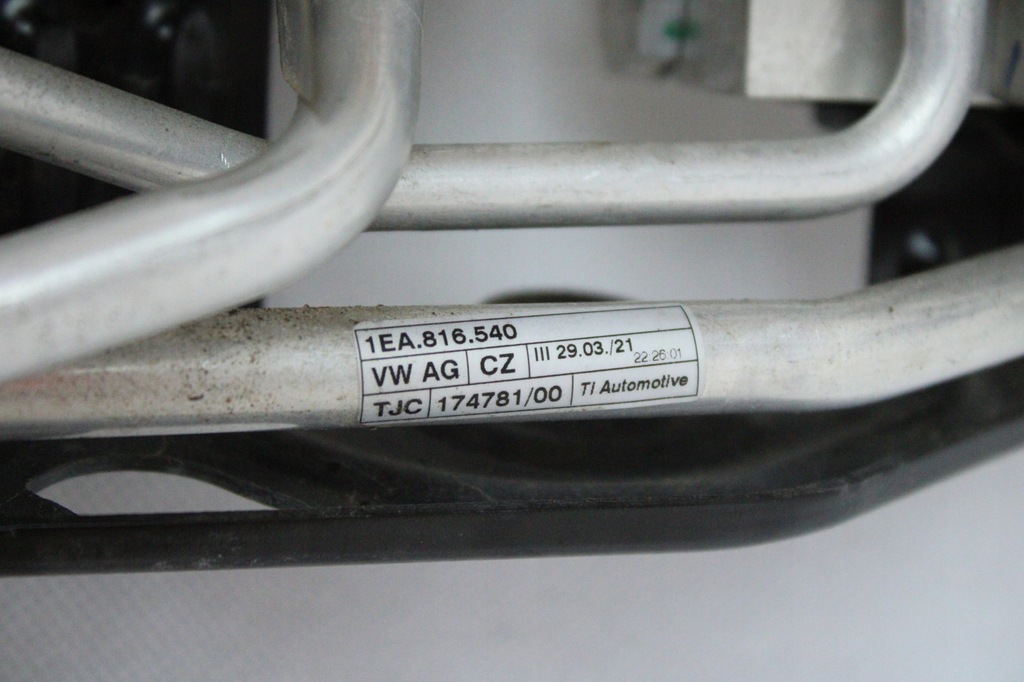 1EA.816.540
VW AG CZ III 29.03./21 22:26:01
TJC 174781/00 TI Automotive